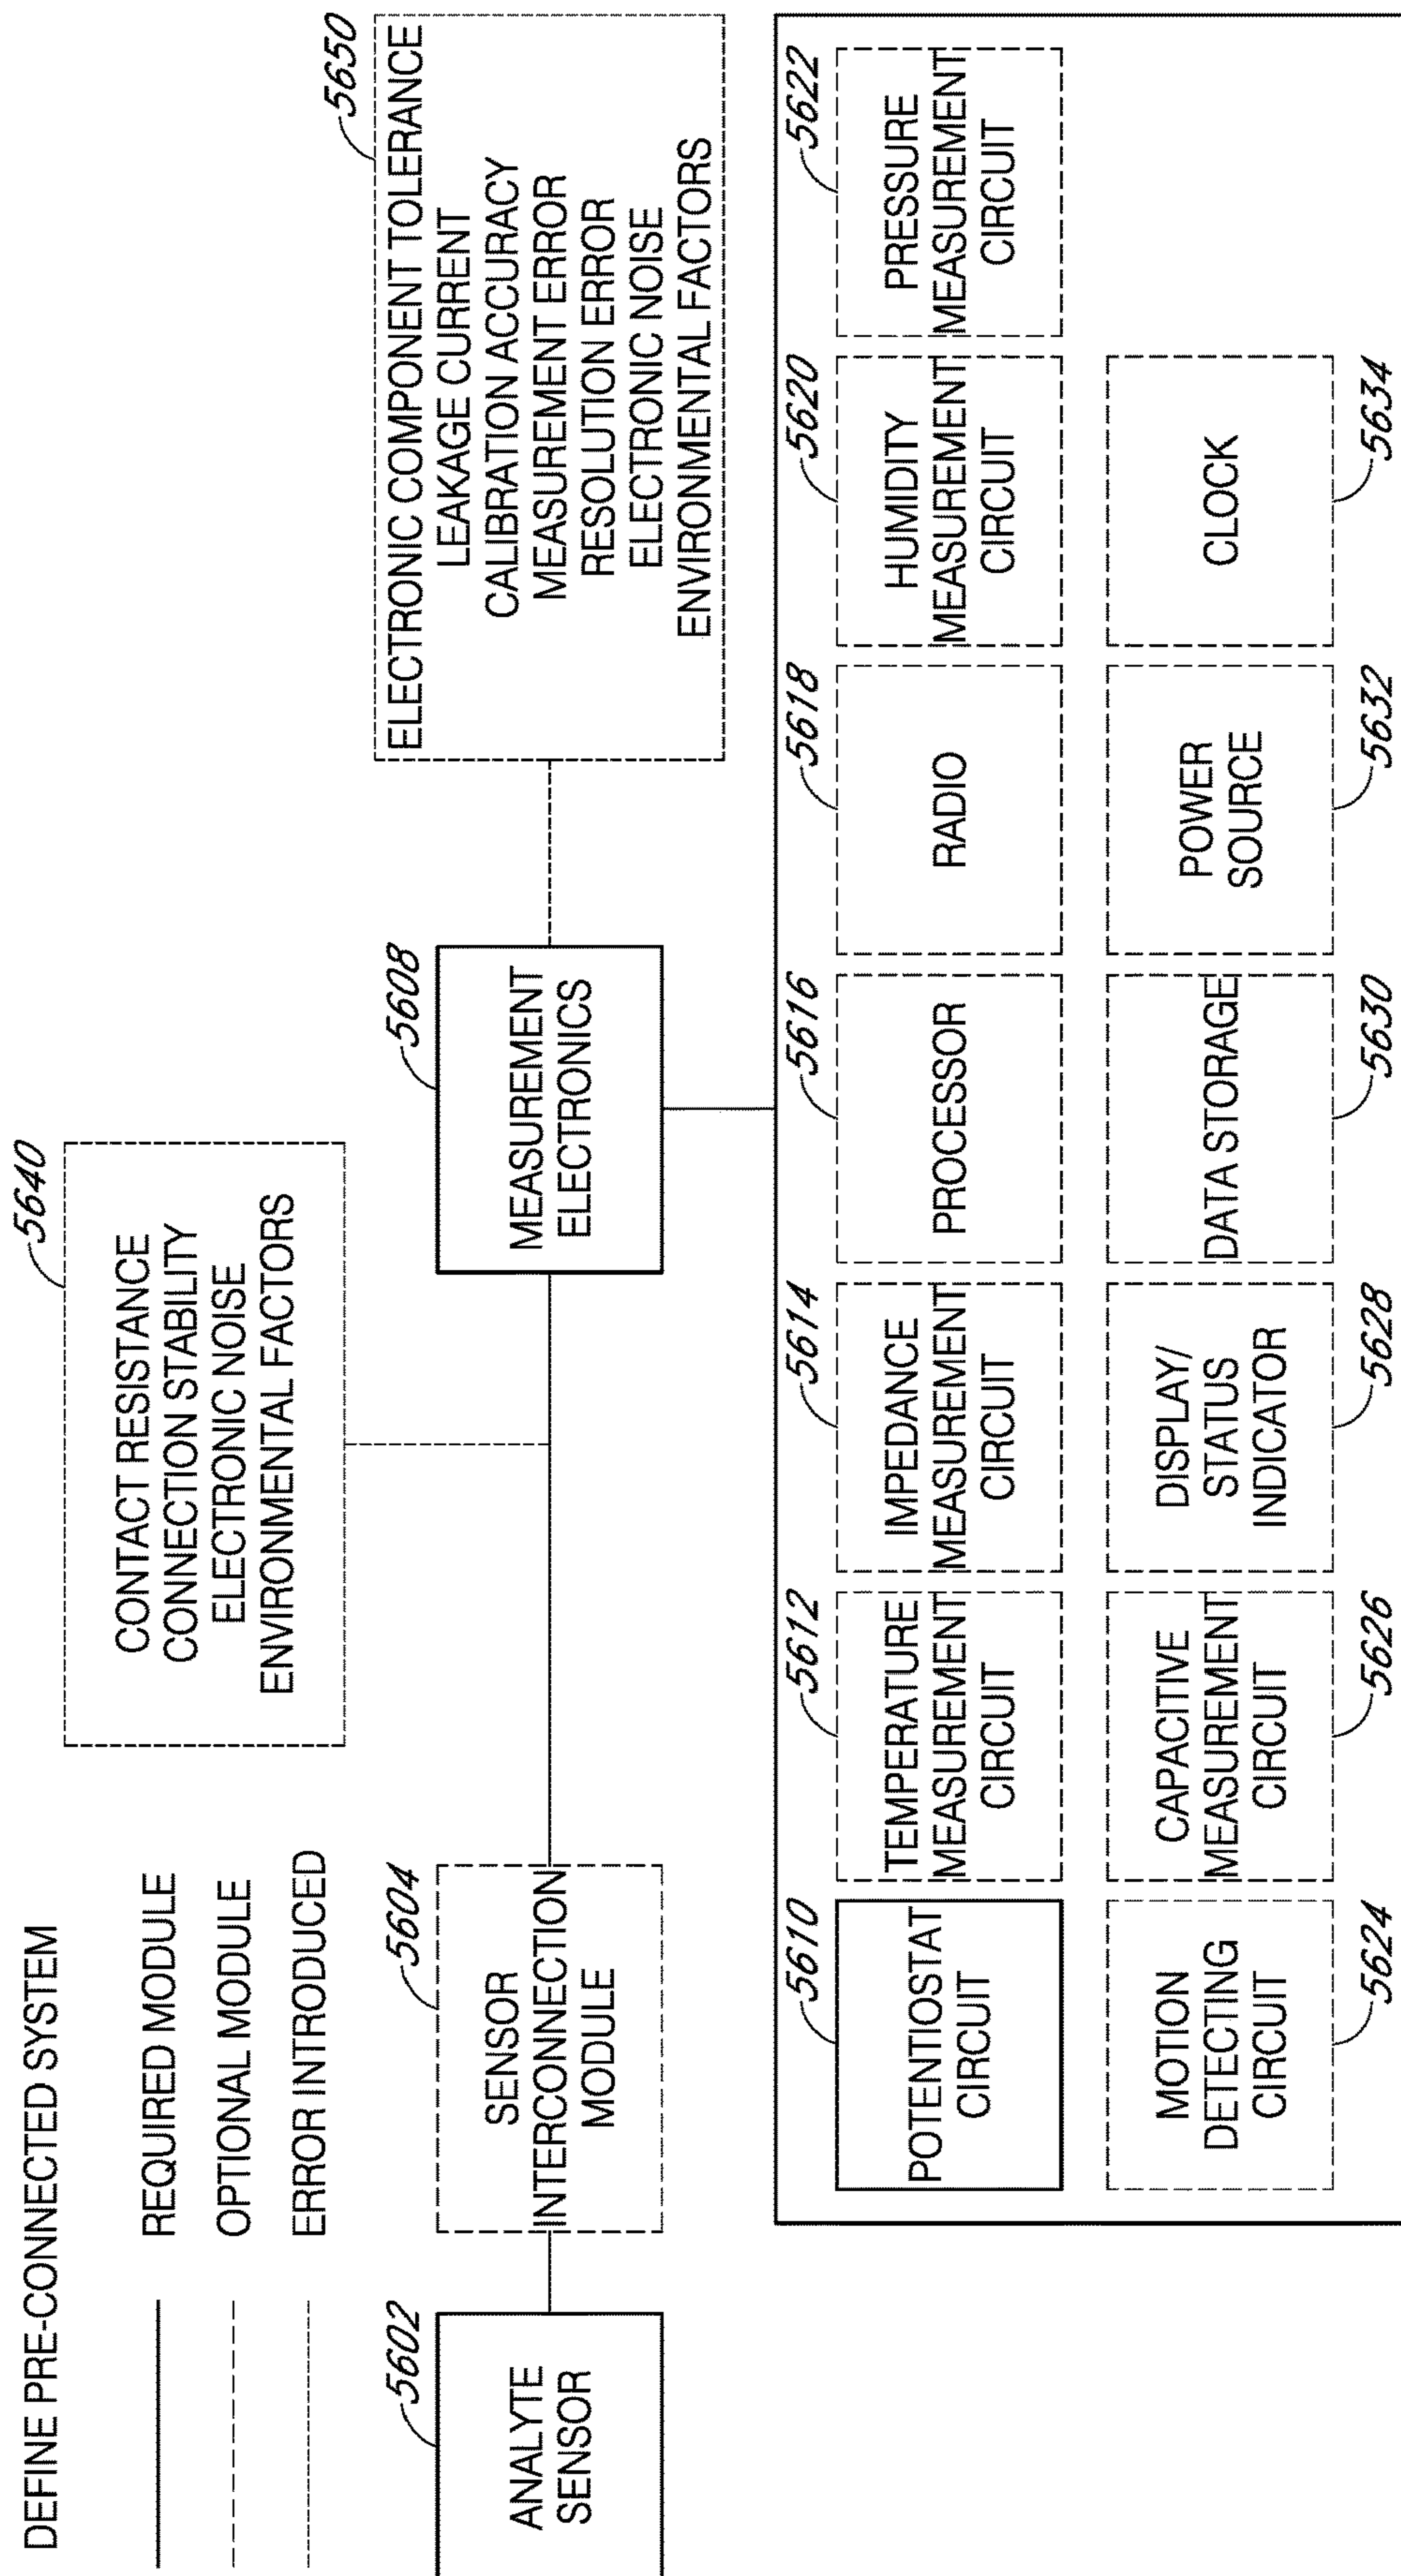 DEFINE PRE-CONNECTED SYSTEM
REQUIRED MODULE
OPTIONAL MODULE
ERROR INTRODUCED
5640
CONTACT RESISTANCE
CONNECTION STABILITY
ELECTRONIC NOISE
ENVIRONMENTAL FACTORS
5650
ELECTRONIC COMPONENT TOLERANCE
LEAKAGE CURRENT
CALIBRATION ACCURACY
MEASUREMENT ERROR
RESOLUTION ERROR
ELECTRONIC NOISE
ENVIRONMENTAL FACTORS
5602
ANALYTE
SENSOR
5604
SENSOR
INTERCONNECTION
MODULE
5608
MEASUREMENT
ELECTRONICS
5610
POTENTIOSTAT
CIRCUIT
5612
TEMPERATURE
MEASUREMENT
CIRCUIT
5614
IMPEDANCE
MEASUREMENT
CIRCUIT
5616
PROCESSOR
5618
RADIO
5620
HUMIDITY
MEASUREMENT
CIRCUIT
5622
PRESSURE
MEASUREMENT
CIRCUIT
MOTION
DETECTING
CIRCUIT
5624
CAPACITIVE
MEASUREMENT
CIRCUIT
5626
DISPLAY/
STATUS
INDICATOR
5628
DATA STORAGE
5630
POWER
SOURCE
5632
CLOCK
5634